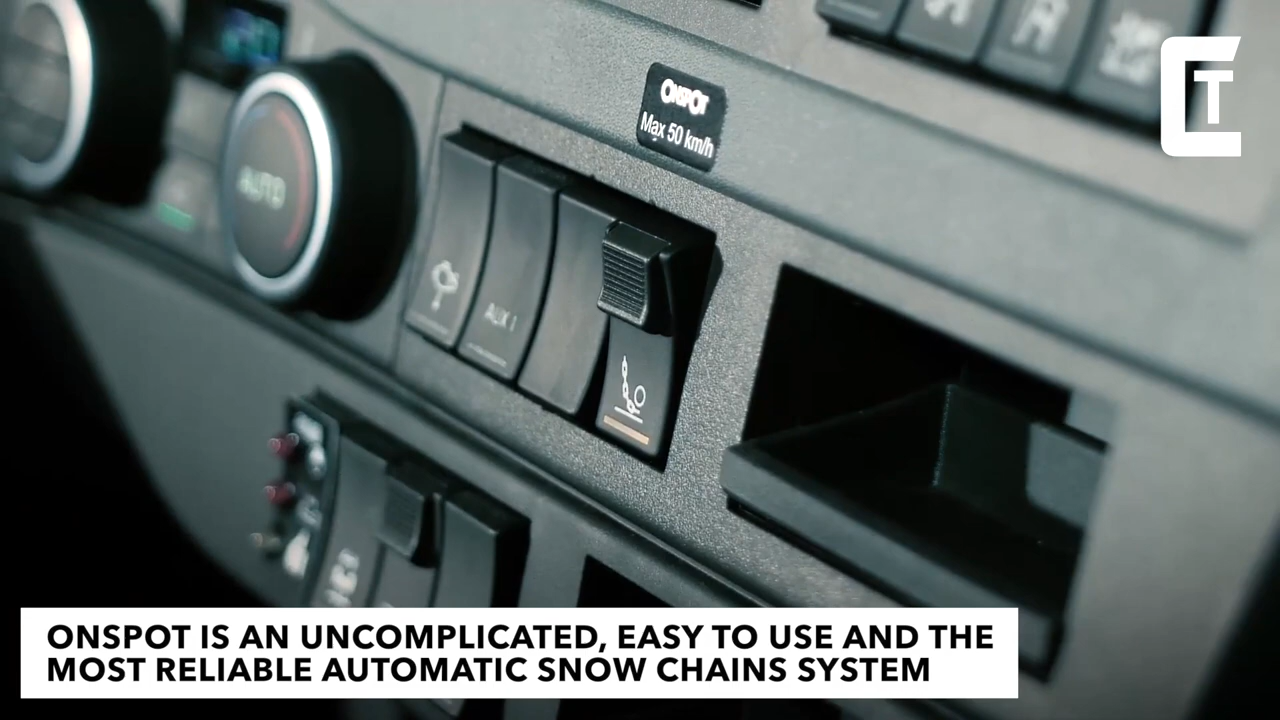 ONSPOT
Max 50 km/h
CT
AUTO
AUX 1
ONSPOT IS AN UNCOMPLICATED, EASY TO USE AND THE
MOST RELIABLE AUTOMATIC SNOW CHAINS SYSTEM